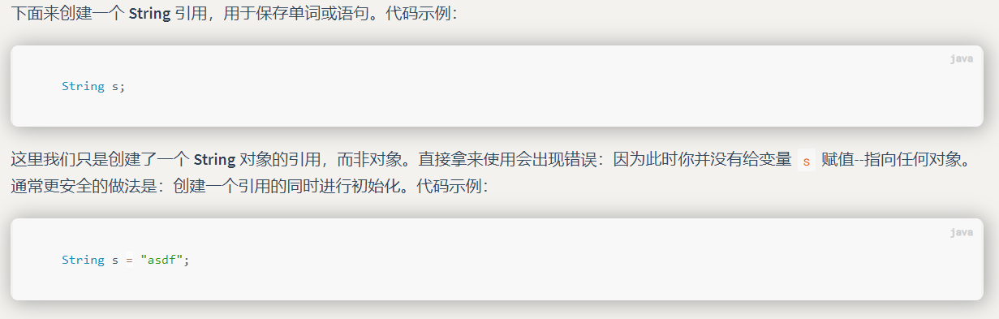 下面来创建一个 String 引用，用于保存单词或语句。代码示例：
java
String s;
这里我们只是创建了一个 String 对象的引用，而非对象。直接拿来使用会出现错误：因为此时你并没有给变量 s 赋值--指向任何对象。
通常更安全的做法是：创建一个引用的同时进行初始化。代码示例：
java
String s = "asdf";